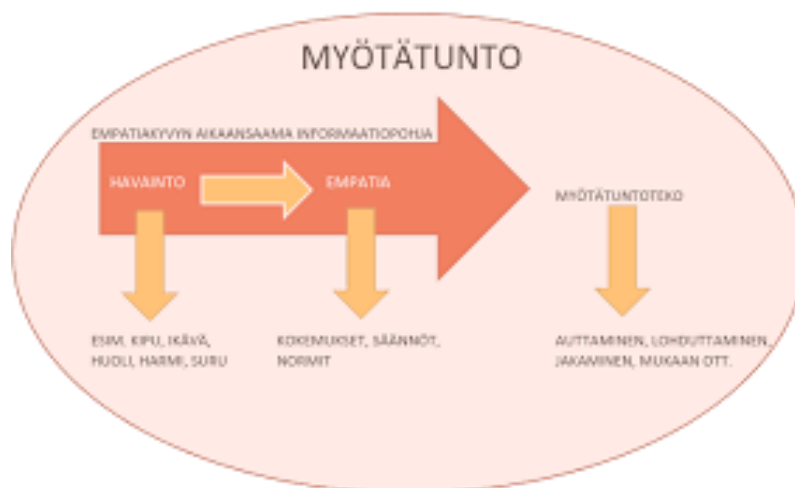 MYÖTÄTUNTO
EMPATIAKYVYN AIKAANSAAMA INFORMAATIOPOHJA
HAVAINTO
EMPATIA
MYÖTÄTUNTOTEKO
ESIM. KIPU, IKÄVÄ,
HUOLI, HARMI, SURU
KOKEMUKSET, SÄÄNNÖT,
NORMIT
AUTTAMINEN, LOHDUTTAMINEN,
JAKAMINEN, MUKAAN OTT.